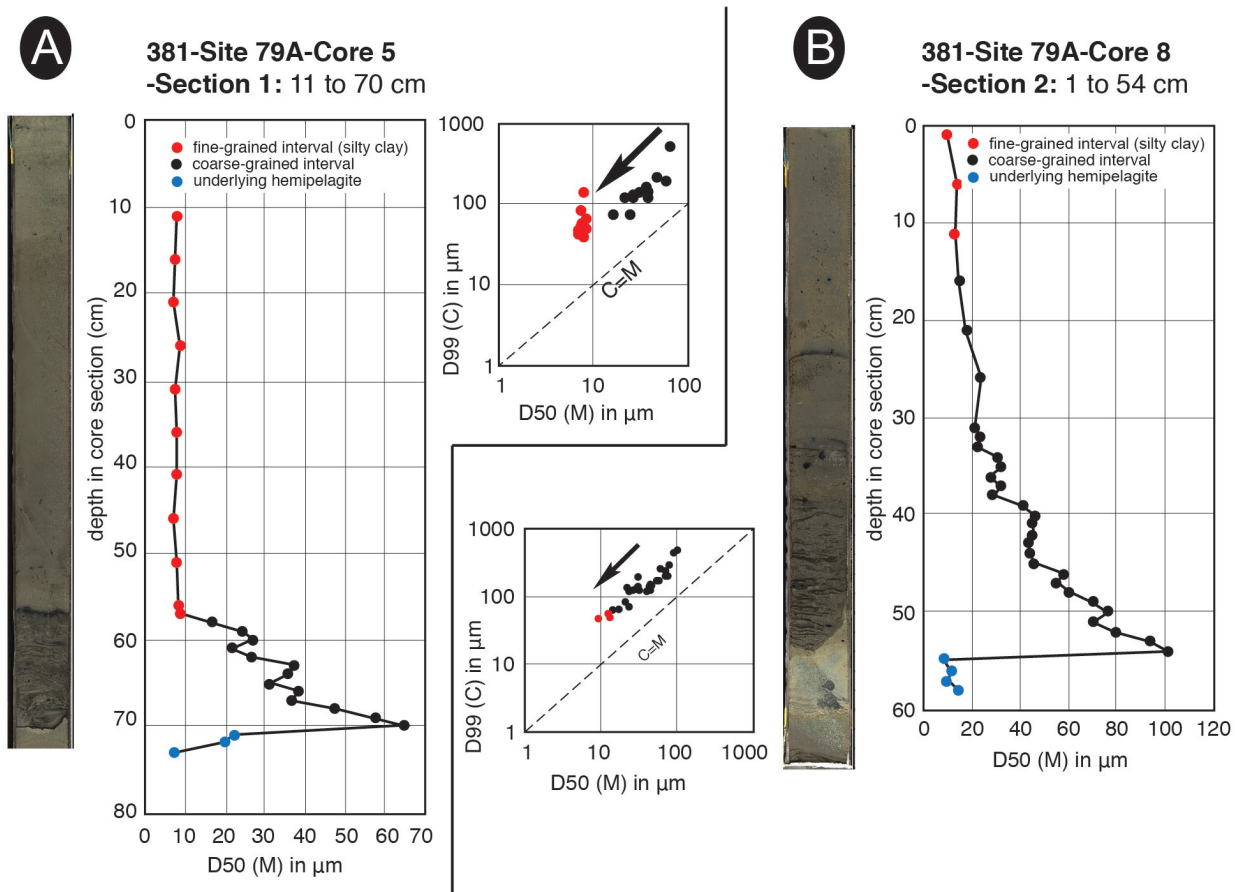 A
381-Site 79A-Core 5
-Section 1: 11 to 70 cm
fine-grained interval (silty clay)
coarse-grained interval
underlying hemipelagite
depth in core section (cm)
0
10
20
30
40
50
60
70
80
0 10 20 30 40 50 60 70
D50 (M) in µm
D99 (C) in µm
1000
100
10
1
C=M
1 10 100
D50 (M) in µm
D99 (C) in µm
1000
100
10
1
C=M
1 10 100 1000
D50 (M) in µm
B
381-Site 79A-Core 8
-Section 2: 1 to 54 cm
fine-grained interval (silty clay)
coarse-grained interval
underlying hemipelagite
depth in core section (cm)
0
10
20
30
40
50
60
0 20 40 60 80 100 120
D50 (M) in µm